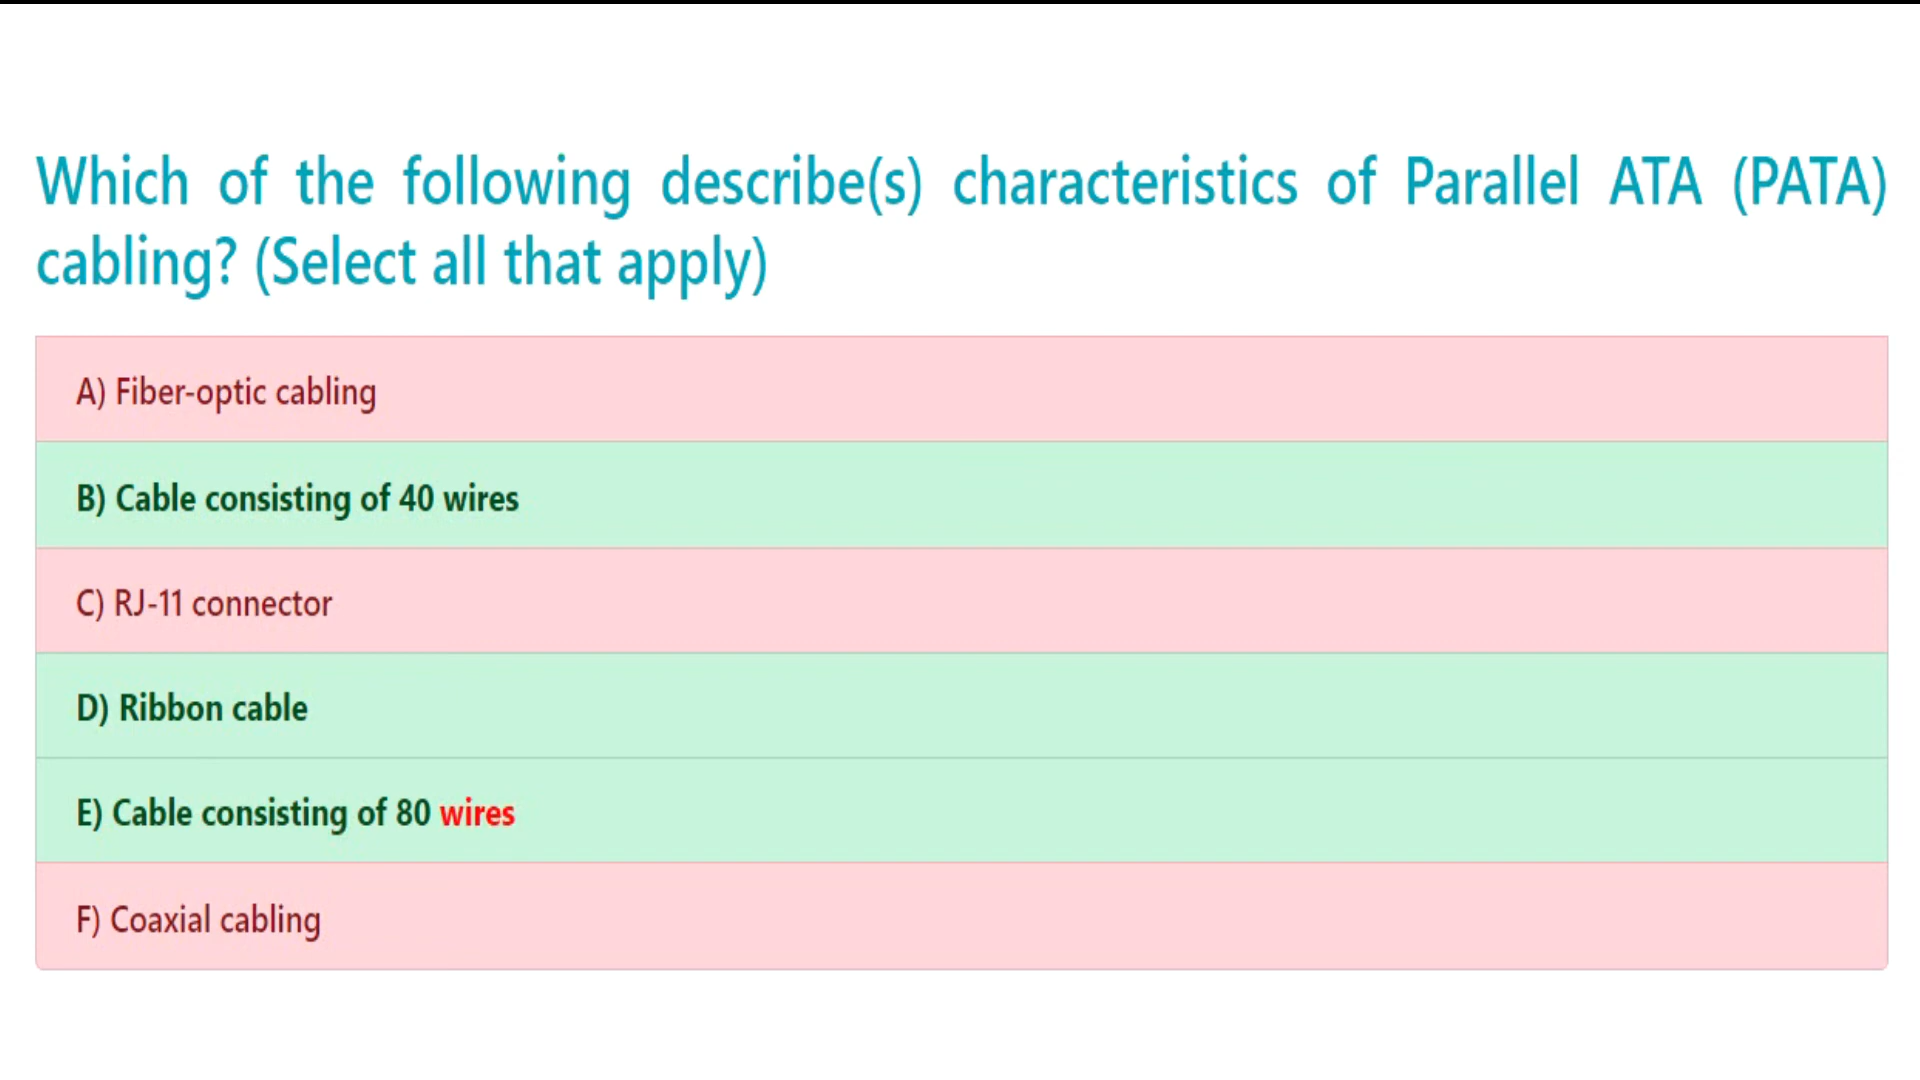 Which of the following describe(s) characteristics of Parallel ATA (PATA)
cabling? (Select all that apply)
A) Fiber-optic cabling
B) Cable consisting of 40 wires
C) RJ-11 connector
D) Ribbon cable
E) Cable consisting of 80 wires
F) Coaxial cabling